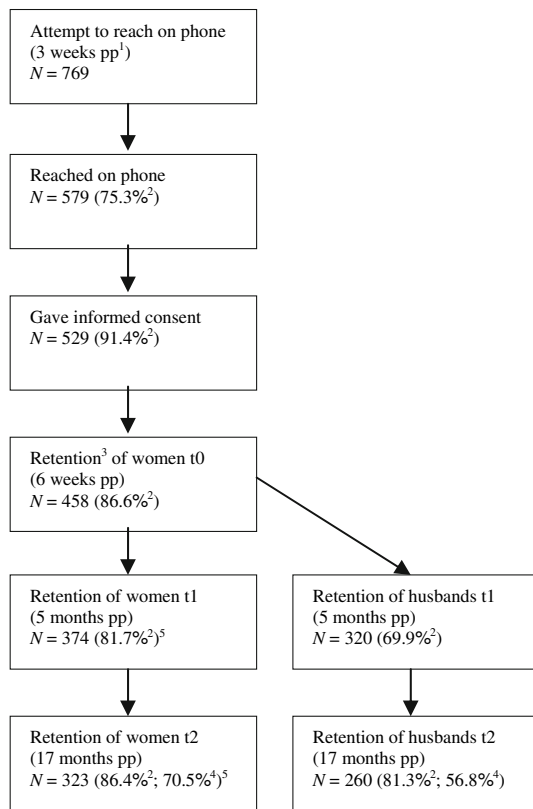 Attempt to reach on phone
(3 weeks pp¹)
N = 769
Reached on phone
N = 579 (75.3%²)
Gave informed consent
N = 529 (91.4%²)
Retention³ of women t0
(6 weeks pp)
N = 458 (86.6%²)
Retention of women t1
(5 months pp)
N = 374 (81.7%²)⁵
Retention of husbands t1
(5 months pp)
N = 320 (69.9%²)
Retention of women t2
(17 months pp)
N = 323 (86.4%²; 70.5%⁴)⁵
Retention of husbands t2
(17 months pp)
N = 260 (81.3%²; 56.8%⁴)